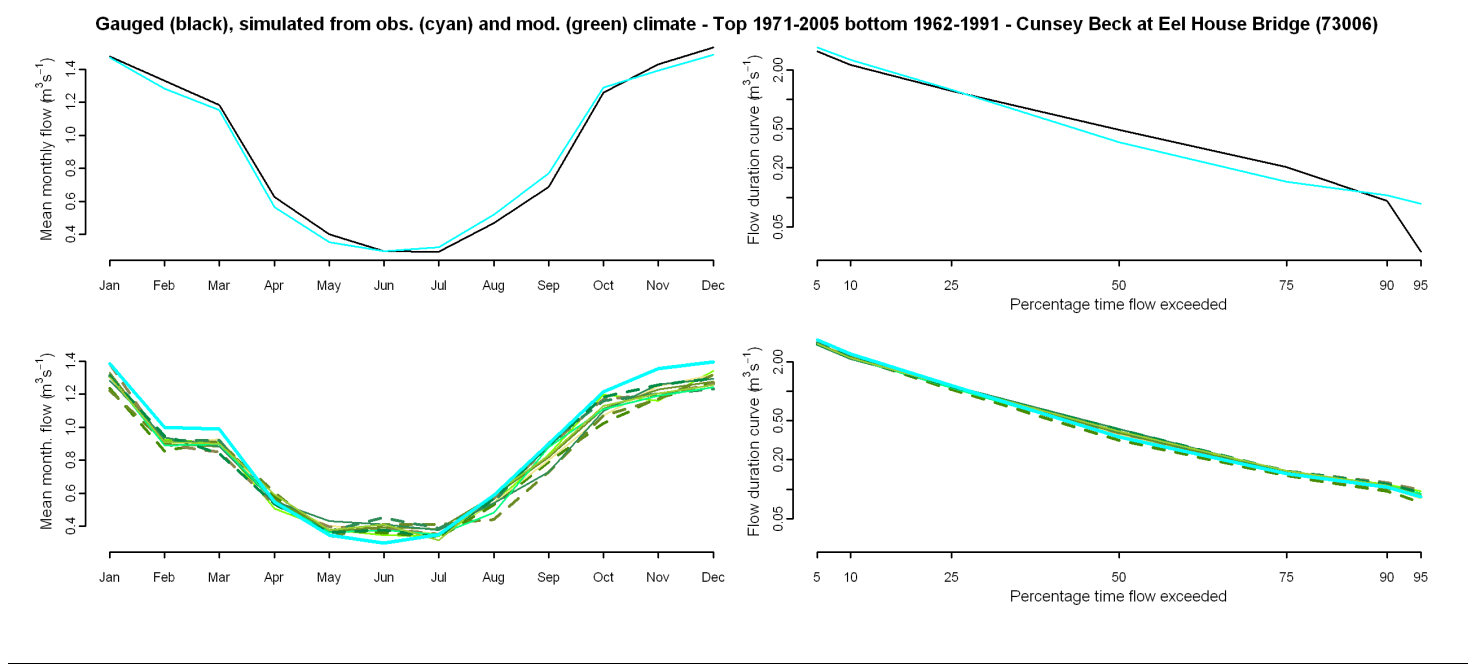 Gauged (black), simulated from obs. (cyan) and mod. (green) climate - Top 1971-2005 bottom 1962-1991 - Cunsey Beck at Eel House Bridge (73006)
Mean monthly flow (m³s⁻¹)
0.4 0.6 0.8 1.0 1.2 1.4
Jan Feb Mar Apr May Jun Jul Aug Sep Oct Nov Dec
Flow duration curve (m³s⁻¹)
0.05 0.20 0.50 2.00
5 10 25 50 75 90 95
Percentage time flow exceeded
Mean month. flow (m³s⁻¹)
0.4 0.6 0.8 1.0 1.2 1.4
Jan Feb Mar Apr May Jun Jul Aug Sep Oct Nov Dec
Flow duration curve (m³s⁻¹)
0.05 0.20 0.50 2.00
5 10 25 50 75 90 95
Percentage time flow exceeded